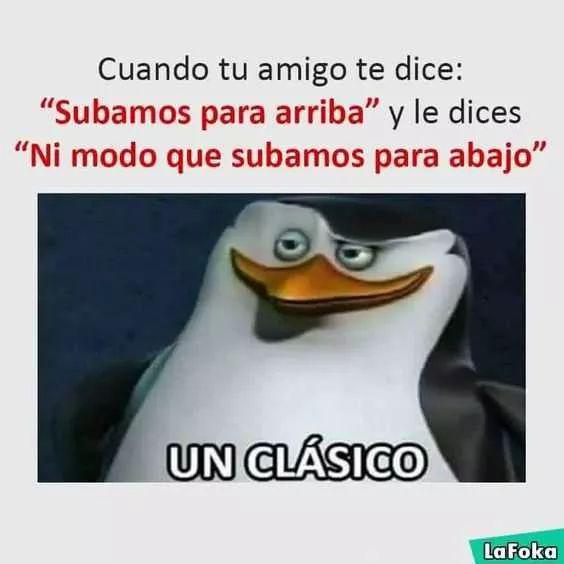 Cuando tu amigo te dice:
“Subamos para arriba” y le dices
“Ni modo que subamos para abajo”
UN CLÁSICO
LaFoka